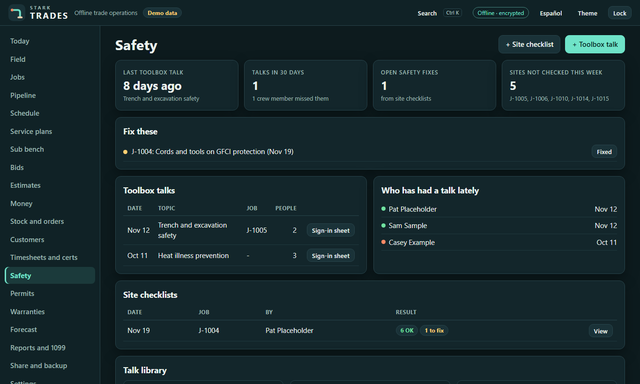 STARK
TRADES
Offline trade operations
Demo data
Search
Ctrl K
Offline · encrypted
Español
Theme
Lock
Today
Field
Jobs
Pipeline
Schedule
Service plans
Sub bench
Bids
Estimates
Money
Stock and orders
Customers
Timesheets and certs
Safety
Permits
Warranties
Forecast
Reports and 1099
Share and backup
Settings
Safety
+ Site checklist
+ Toolbox talk
LAST TOOLBOX TALK
8 days ago
Trench and excavation safety
TALKS IN 30 DAYS
1
1 crew member missed them
OPEN SAFETY FIXES
1
from site checklists
SITES NOT CHECKED THIS WEEK
5
J-1005, J-1006, J-1010, J-1014, J-1015
Fix these
J-1004: Cords and tools on GFCI protection (Nov 19)
Fixed
Toolbox talks
DATE TOPIC JOB PEOPLE
Nov 12 Trench and excavation safety J-1005 2 Sign-in sheet
Oct 11 Heat illness prevention - 3 Sign-in sheet
Who has had a talk lately
Pat Placeholder Nov 12
Sam Sample Nov 12
Casey Example Oct 11
Site checklists
DATE JOB BY RESULT
Nov 19 J-1004 Pat Placeholder 6 OK 1 to fix View
Talk library